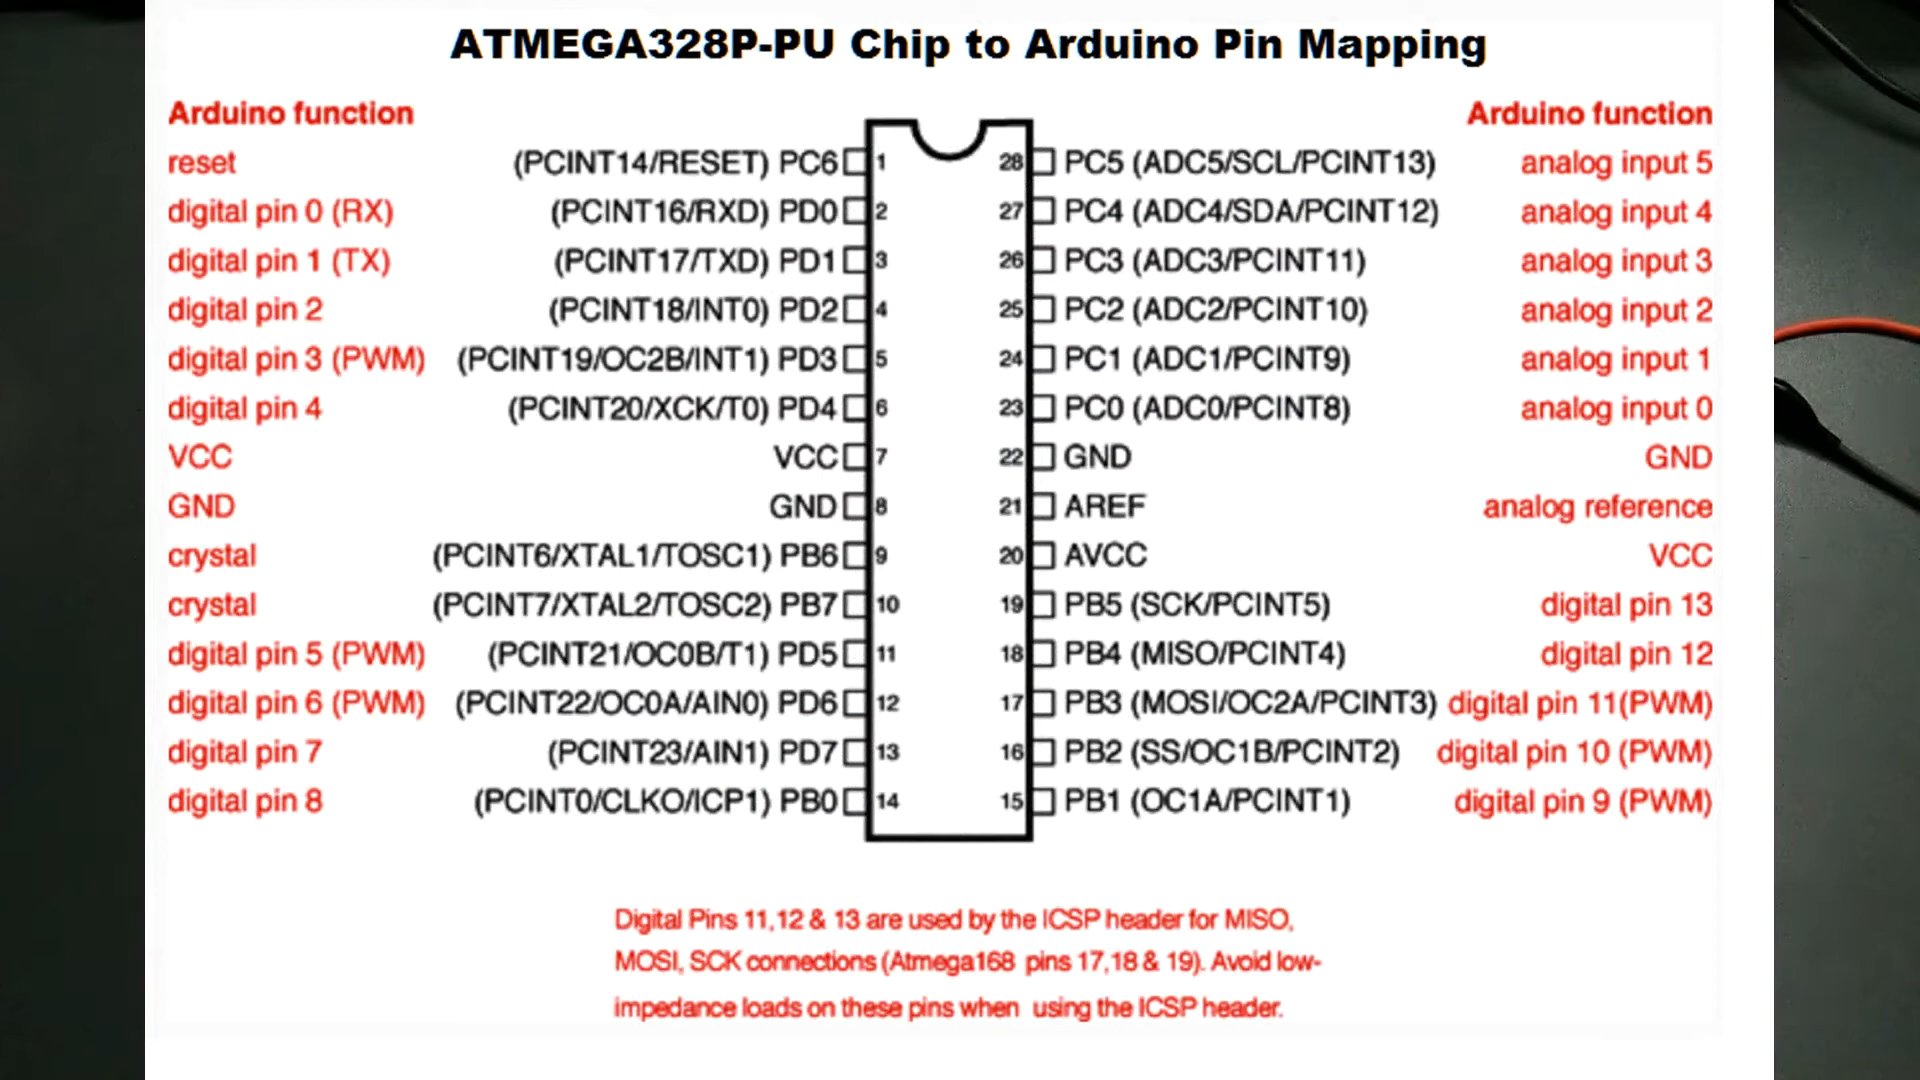 ATMEGA328P-PU Chip to Arduino Pin Mapping
Arduino function Arduino function
reset (PCINT14/RESET) PC6 1 28 PC5 (ADC5/SCL/PCINT13) analog input 5
digital pin 0 (RX) (PCINT16/RXD) PD0 2 27 PC4 (ADC4/SDA/PCINT12) analog input 4
digital pin 1 (TX) (PCINT17/TXD) PD1 3 26 PC3 (ADC3/PCINT11) analog input 3
digital pin 2 (PCINT18/INT0) PD2 4 25 PC2 (ADC2/PCINT10) analog input 2
digital pin 3 (PWM) (PCINT19/OC2B/INT1) PD3 5 24 PC1 (ADC1/PCINT9) analog input 1
digital pin 4 (PCINT20/XCK/T0) PD4 6 23 PC0 (ADC0/PCINT8) analog input 0
VCC VCC 7 22 GND GND
GND GND 8 21 AREF analog reference
crystal (PCINT6/XTAL1/TOSC1) PB6 9 20 AVCC VCC
crystal (PCINT7/XTAL2/TOSC2) PB7 10 19 PB5 (SCK/PCINT5) digital pin 13
digital pin 5 (PWM) (PCINT21/OC0B/T1) PD5 11 18 PB4 (MISO/PCINT4) digital pin 12
digital pin 6 (PWM) (PCINT22/OC0A/AIN0) PD6 12 17 PB3 (MOSI/OC2A/PCINT3) digital pin 11(PWM)
digital pin 7 (PCINT23/AIN1) PD7 13 16 PB2 (SS/OC1B/PCINT2) digital pin 10 (PWM)
digital pin 8 (PCINT0/CLKO/ICP1) PB0 14 15 PB1 (OC1A/PCINT1) digital pin 9 (PWM)
Digital Pins 11,12 & 13 are used by the ICSP header for MISO,
MOSI, SCK connections (Atmega168 pins 17,18 & 19). Avoid low-
impedance loads on these pins when using the ICSP header.